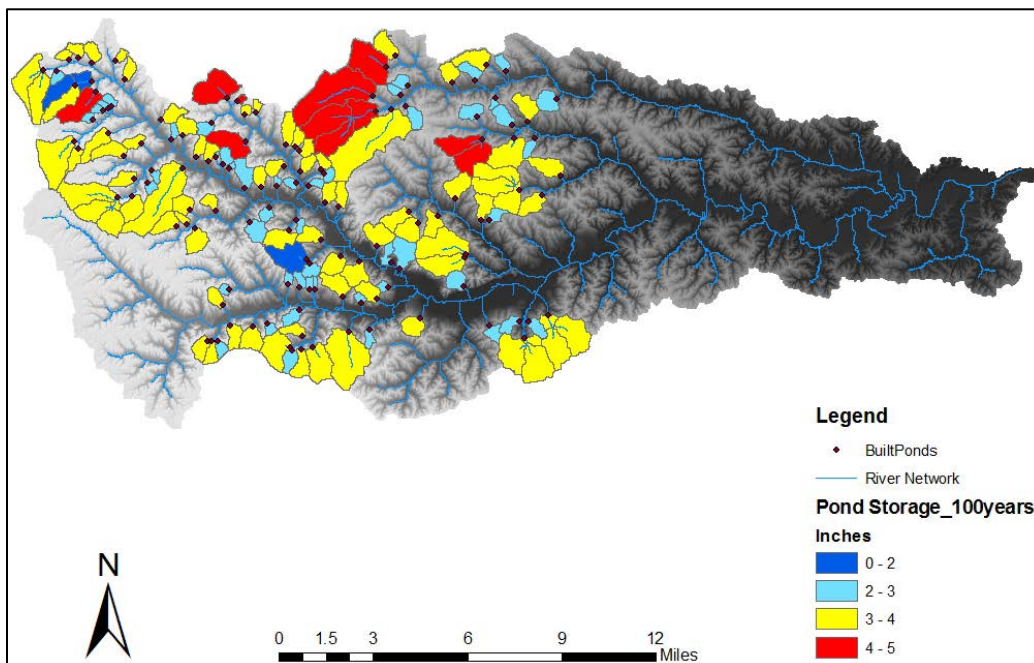 Legend
BuiltPonds
River Network
Pond Storage_100years
Inches
0 - 2
2 - 3
3 - 4
4 - 5
N
0 1.5 3 6 9 12
Miles